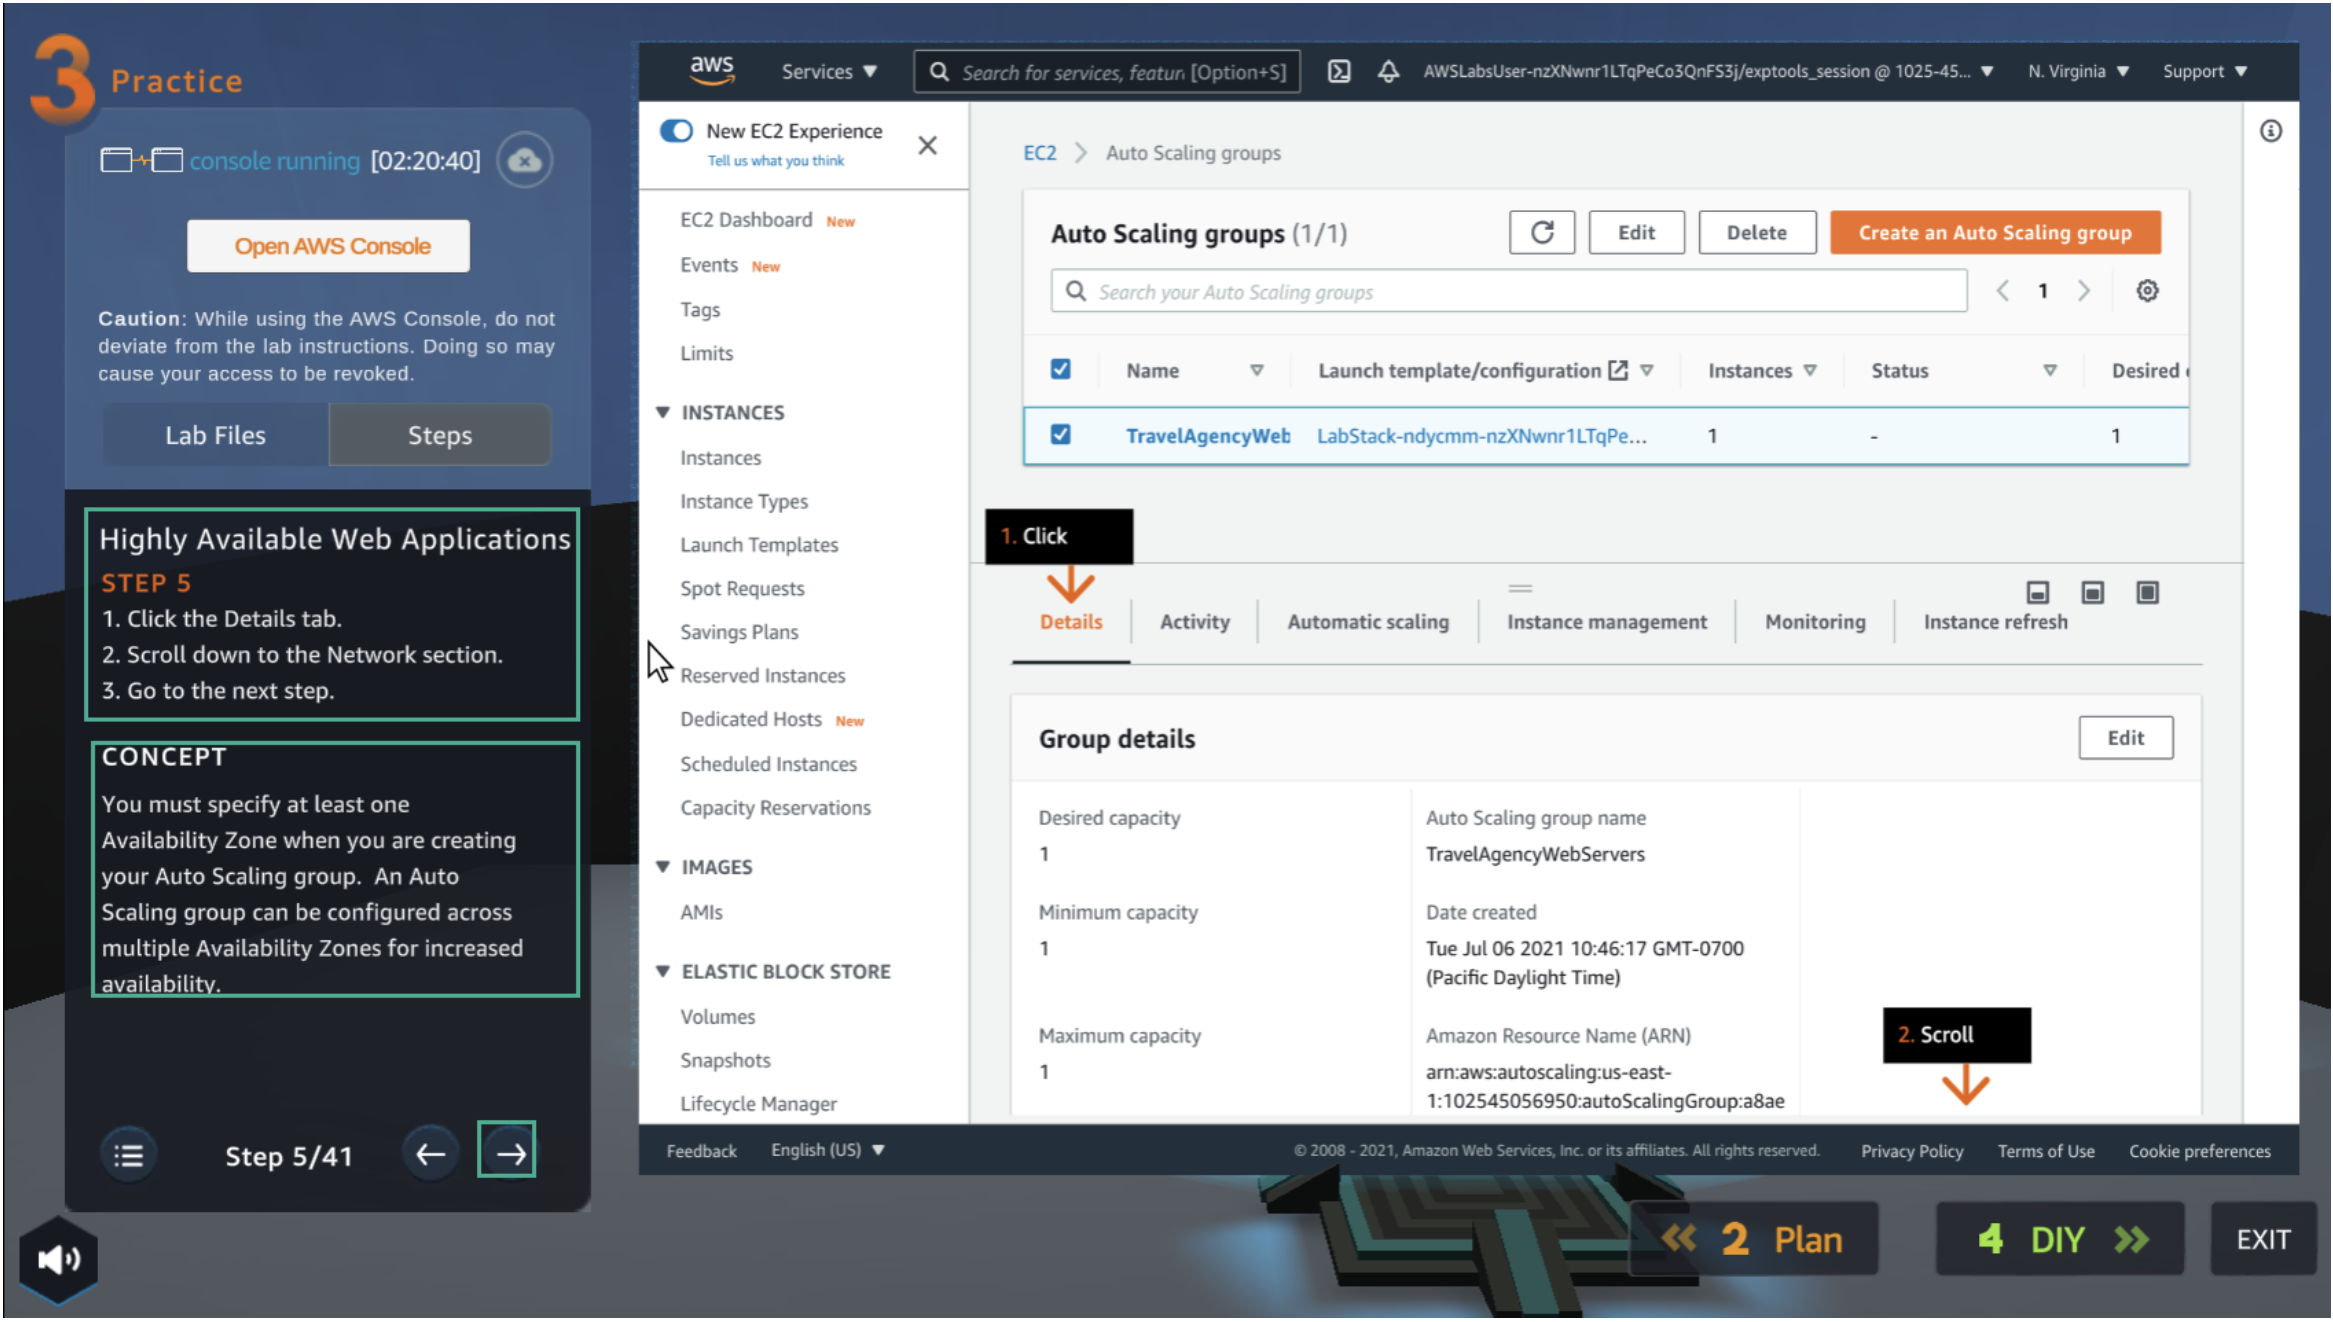 3 Practice
console running [02:20:40]
Open AWS Console
Caution: While using the AWS Console, do not
deviate from the lab instructions. Doing so may
cause your access to be revoked.
Lab Files
Steps
Highly Available Web Applications
STEP 5
1. Click the Details tab.
2. Scroll down to the Network section.
3. Go to the next step.
CONCEPT
You must specify at least one
Availability Zone when you are creating
your Auto Scaling group. An Auto
Scaling group can be configured across
multiple Availability Zones for increased
availability.
Step 5/41
aws
Services
Search for services, featur [Option+S]
AWSLabsUser-nzXNwnr1LTqPeCo3QnFS3j/exptools_session @ 1025-45...
N. Virginia
Support
New EC2 Experience
Tell us what you think
EC2 Dashboard New
Events New
Tags
Limits
INSTANCES
Instances
Instance Types
Launch Templates
Spot Requests
Savings Plans
Reserved Instances
Dedicated Hosts New
Scheduled Instances
Capacity Reservations
IMAGES
AMIs
ELASTIC BLOCK STORE
Volumes
Snapshots
Lifecycle Manager
EC2 > Auto Scaling groups
Auto Scaling groups (1/1)
Edit
Delete
Create an Auto Scaling group
Search your Auto Scaling groups
1
Name
Launch template/configuration
Instances
Status
Desired
TravelAgencyWeb
LabStack-ndycmm-nzXNwnr1LTqPe...
1
-
1
1. Click
Details
Activity
Automatic scaling
Instance management
Monitoring
Instance refresh
Group details
Edit
Desired capacity
1
Minimum capacity
1
Maximum capacity
1
Auto Scaling group name
TravelAgencyWebServers
Date created
Tue Jul 06 2021 10:46:17 GMT-0700
(Pacific Daylight Time)
Amazon Resource Name (ARN)
arn:aws:autoscaling:us-east-
1:102545056950:autoScalingGroup:a8ae
2. Scroll
Feedback
English (US)
© 2008 - 2021, Amazon Web Services, Inc. or its affiliates. All rights reserved.
Privacy Policy
Terms of Use
Cookie preferences
2 Plan
4 DIY
EXIT